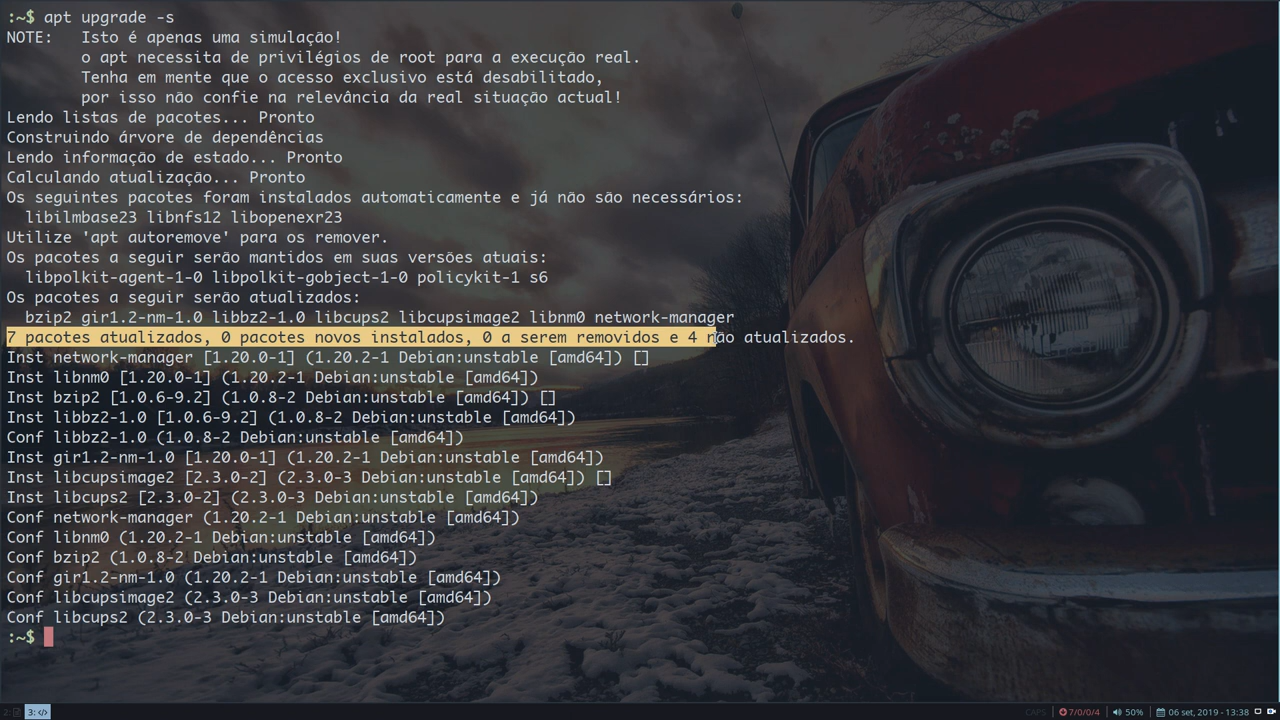 :~$ apt upgrade -s
NOTE:   Isto é apenas uma simulação!
        o apt necessita de privilégios de root para a execução real.
        Tenha em mente que o acesso exclusivo está desabilitado,
        por isso não confie na relevância da real situação actual!
Lendo listas de pacotes... Pronto
Construindo árvore de dependências
Lendo informação de estado... Pronto
Calculando atualização... Pronto
Os seguintes pacotes foram instalados automaticamente e já não são necessários:
  libilmbase23 libnfs12 libopenexr23
Utilize 'apt autoremove' para os remover.
Os pacotes a seguir serão mantidos em suas versões atuais:
  libpolkit-agent-1-0 libpolkit-gobject-1-0 policykit-1 s6
Os pacotes a seguir serão atualizados:
  bzip2 gir1.2-nm-1.0 libbz2-1.0 libcups2 libcupsimage2 libnm0 network-manager
7 pacotes atualizados, 0 pacotes novos instalados, 0 a serem removidos e 4 não atualizados.
Inst network-manager [1.20.0-1] (1.20.2-1 Debian:unstable [amd64]) []
Inst libnm0 [1.20.0-1] (1.20.2-1 Debian:unstable [amd64])
Inst bzip2 [1.0.6-9.2] (1.0.8-2 Debian:unstable [amd64]) []
Inst libbz2-1.0 [1.0.6-9.2] (1.0.8-2 Debian:unstable [amd64])
Conf libbz2-1.0 (1.0.8-2 Debian:unstable [amd64])
Inst gir1.2-nm-1.0 [1.20.0-1] (1.20.2-1 Debian:unstable [amd64])
Inst libcupsimage2 [2.3.0-2] (2.3.0-3 Debian:unstable [amd64]) []
Inst libcups2 [2.3.0-2] (2.3.0-3 Debian:unstable [amd64])
Conf network-manager (1.20.2-1 Debian:unstable [amd64])
Conf libnm0 (1.20.2-1 Debian:unstable [amd64])
Conf bzip2 (1.0.8-2 Debian:unstable [amd64])
Conf gir1.2-nm-1.0 (1.20.2-1 Debian:unstable [amd64])
Conf libcupsimage2 (2.3.0-3 Debian:unstable [amd64])
Conf libcups2 (2.3.0-3 Debian:unstable [amd64])
:~$
2: 3: </> CAPS 7/0/0/4 50% 06 set, 2019 - 13:38